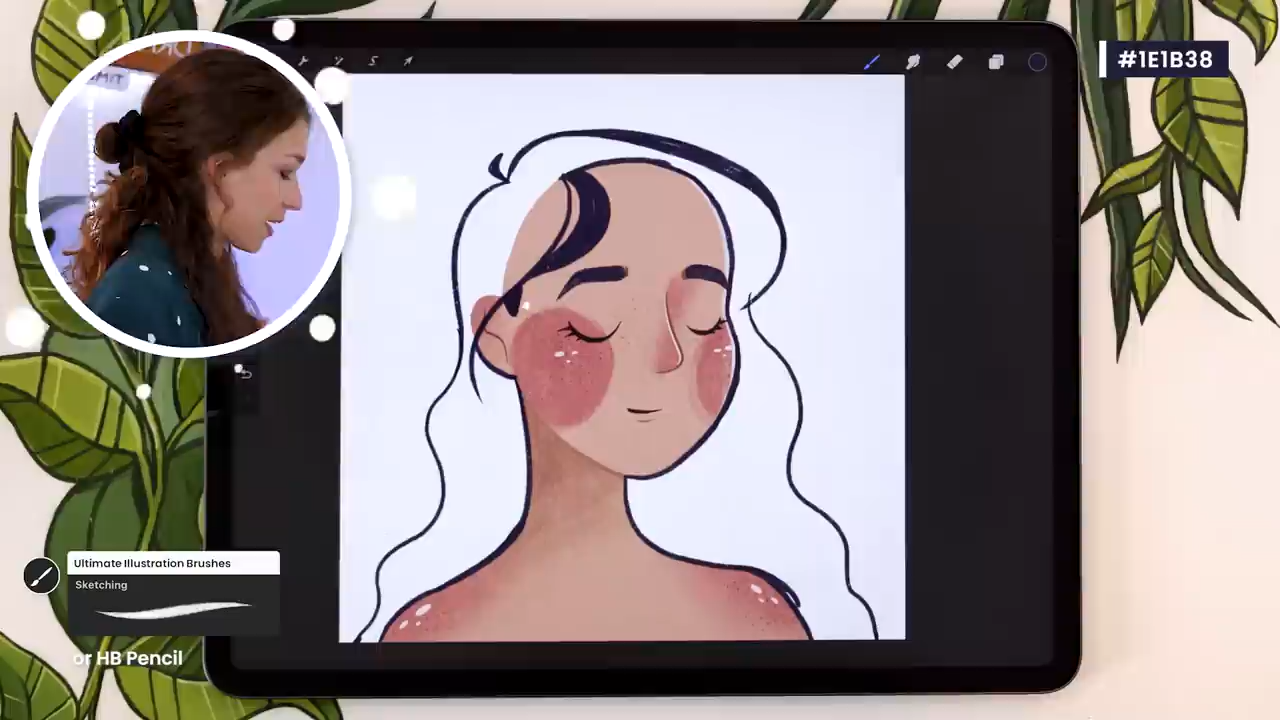 #1E1B38
Ultimate Illustration Brushes
Sketching
or HB Pencil